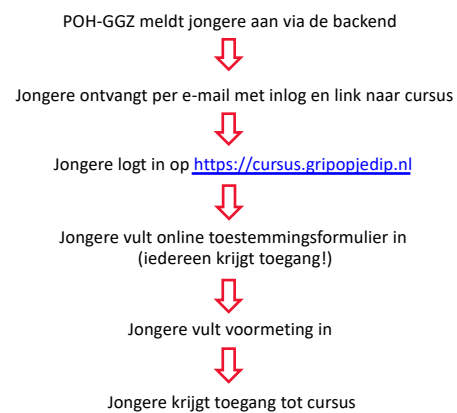 POH-GGZ meldt jongere aan via de backend
Jongere ontvangt per e-mail met inlog en link naar cursus
Jongere logt in op https://cursus.gripopjedip.nl
Jongere vult online toestemmingsformulier in
(iedereen krijgt toegang!)
Jongere vult voormeting in
Jongere krijgt toegang tot cursus